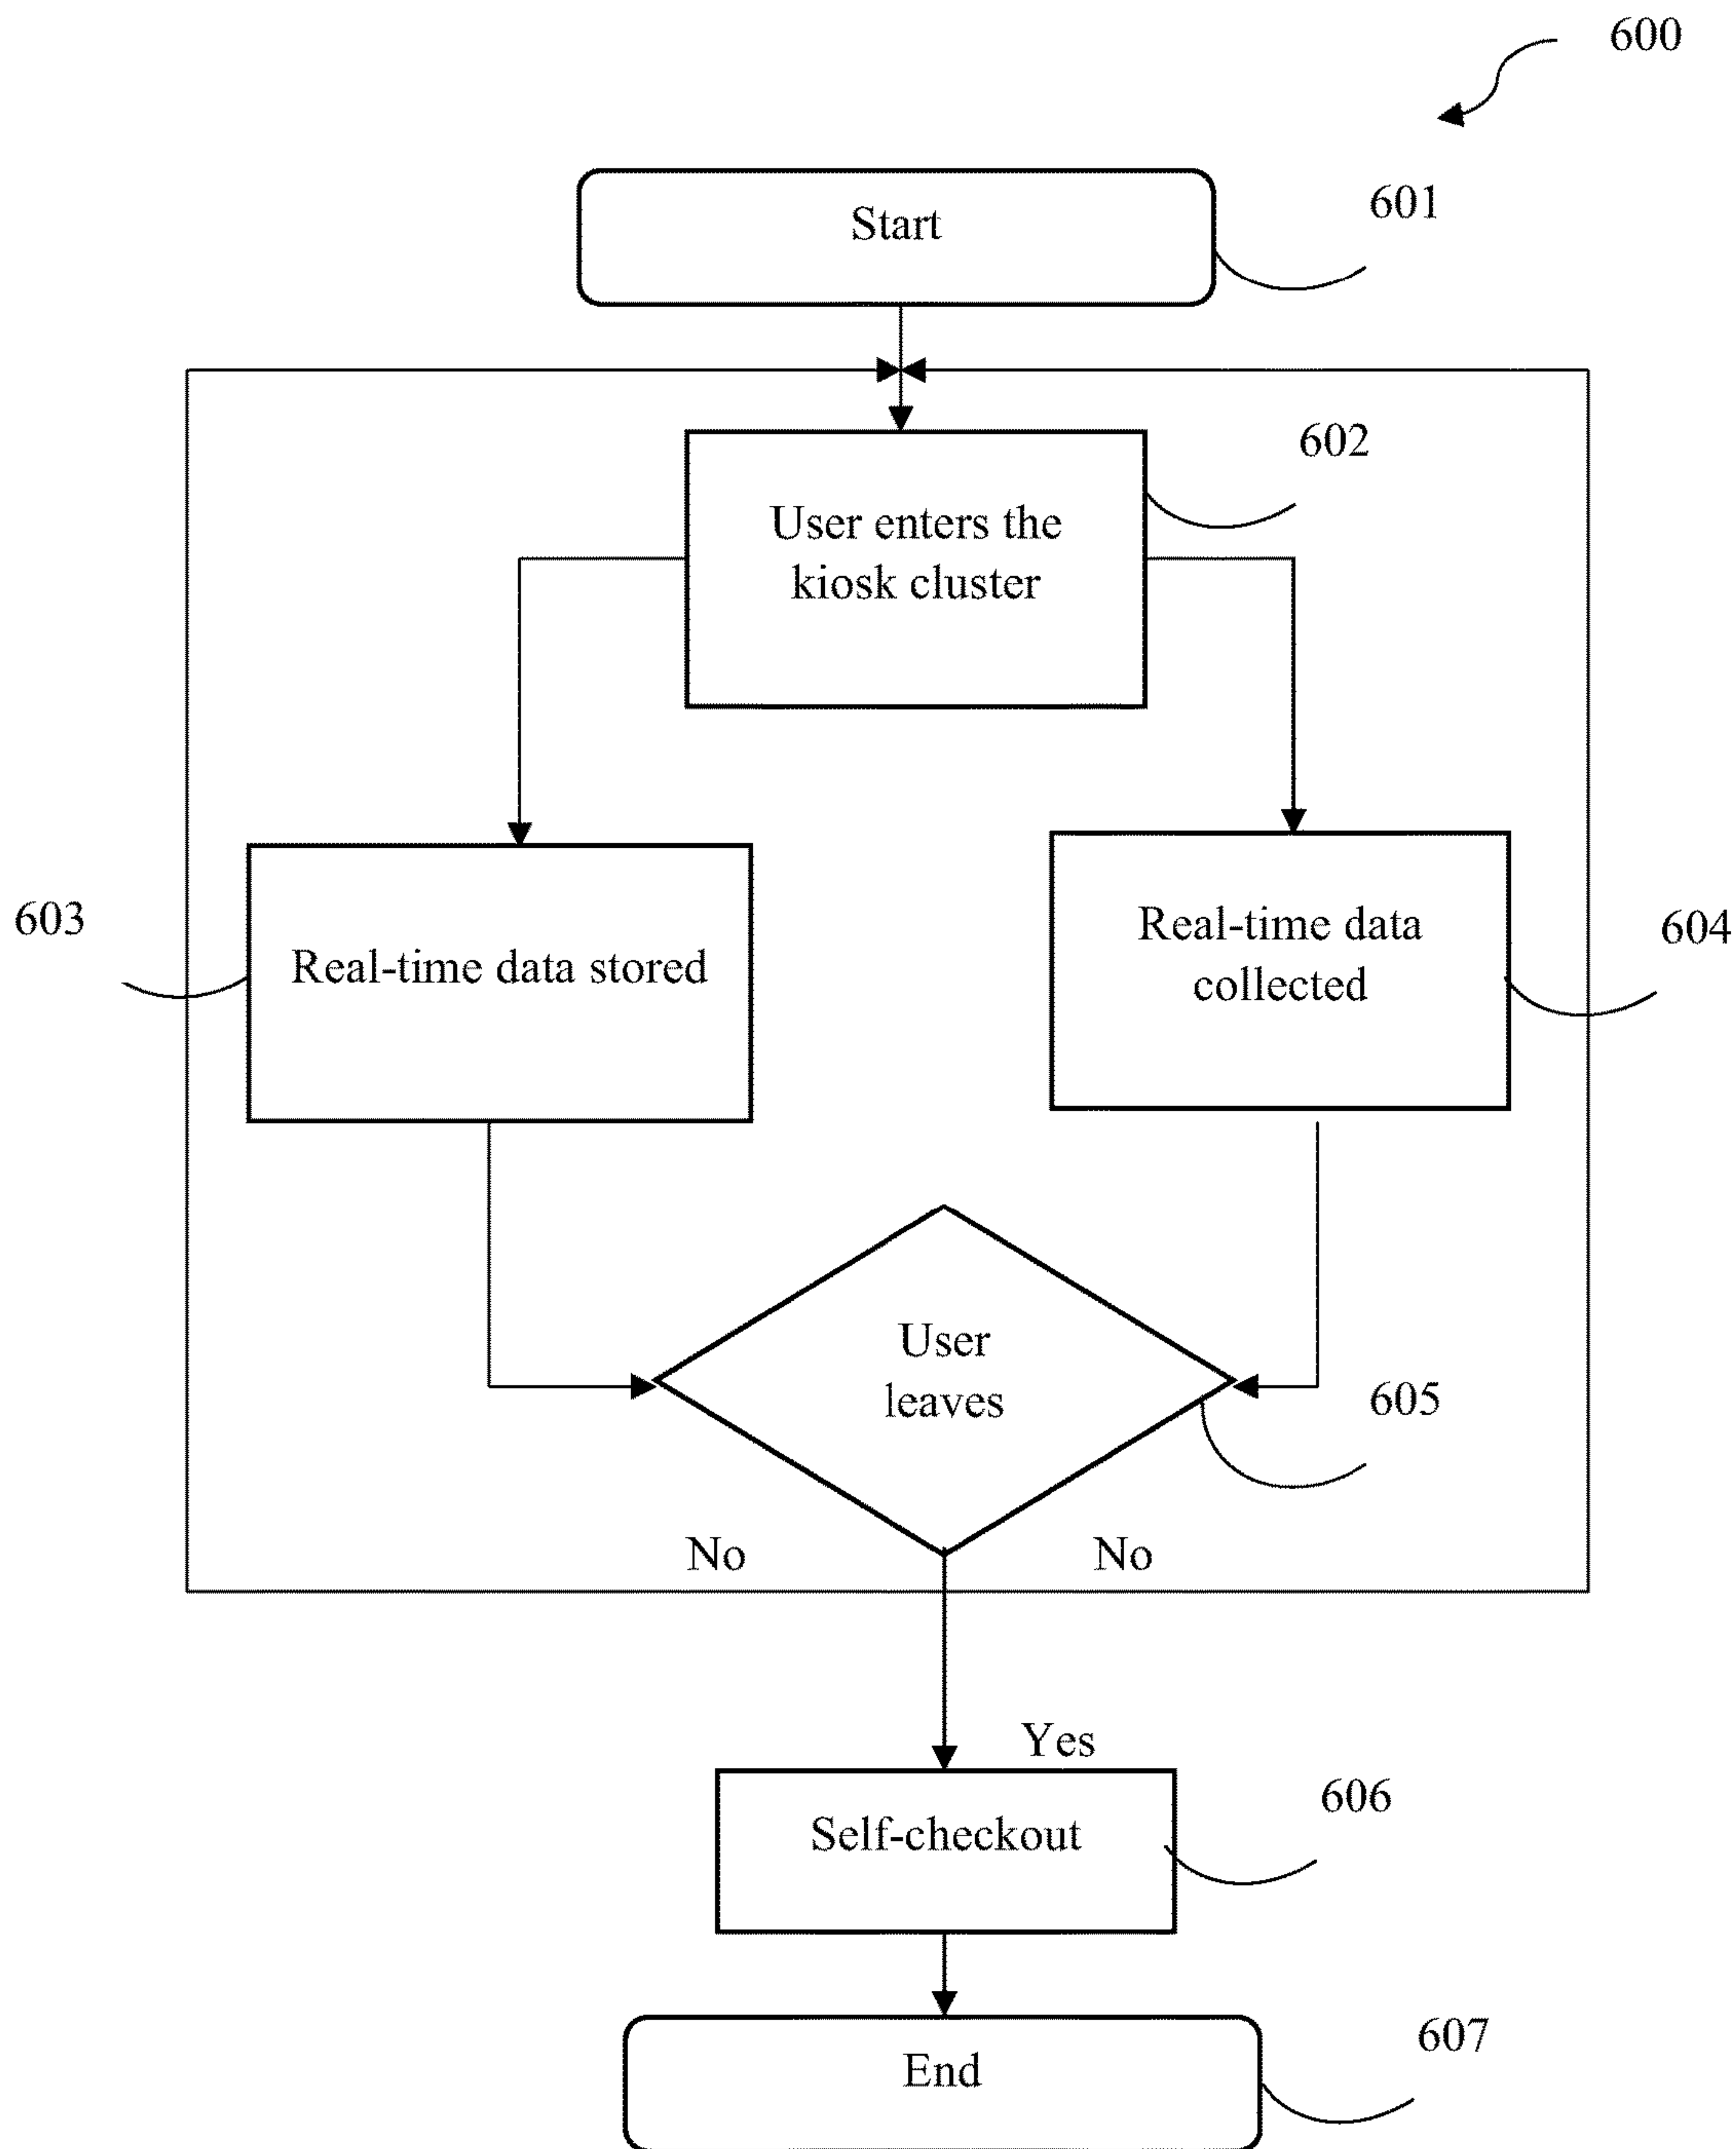 600
Start
601
User enters the
kiosk cluster
602
603
Real-time data stored
Real-time data
collected
604
User
leaves
605
No
No
Yes
Self-checkout
606
End
607